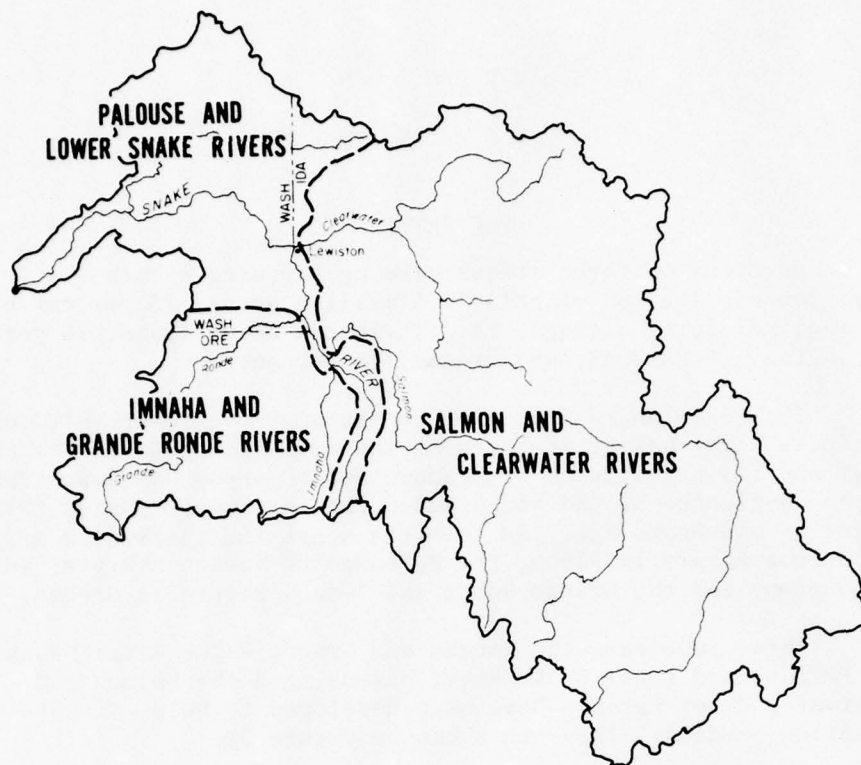 PALOUSE AND
LOWER SNAKE RIVERS
WASH
IDA
SNAKE
Clearwater
Lewiston
WASH
ORE
Ronde
RIVER
Salmon
IMNAHA AND
GRANDE RONDE RIVERS
Grande
Imnaha
SALMON AND
CLEARWATER RIVERS